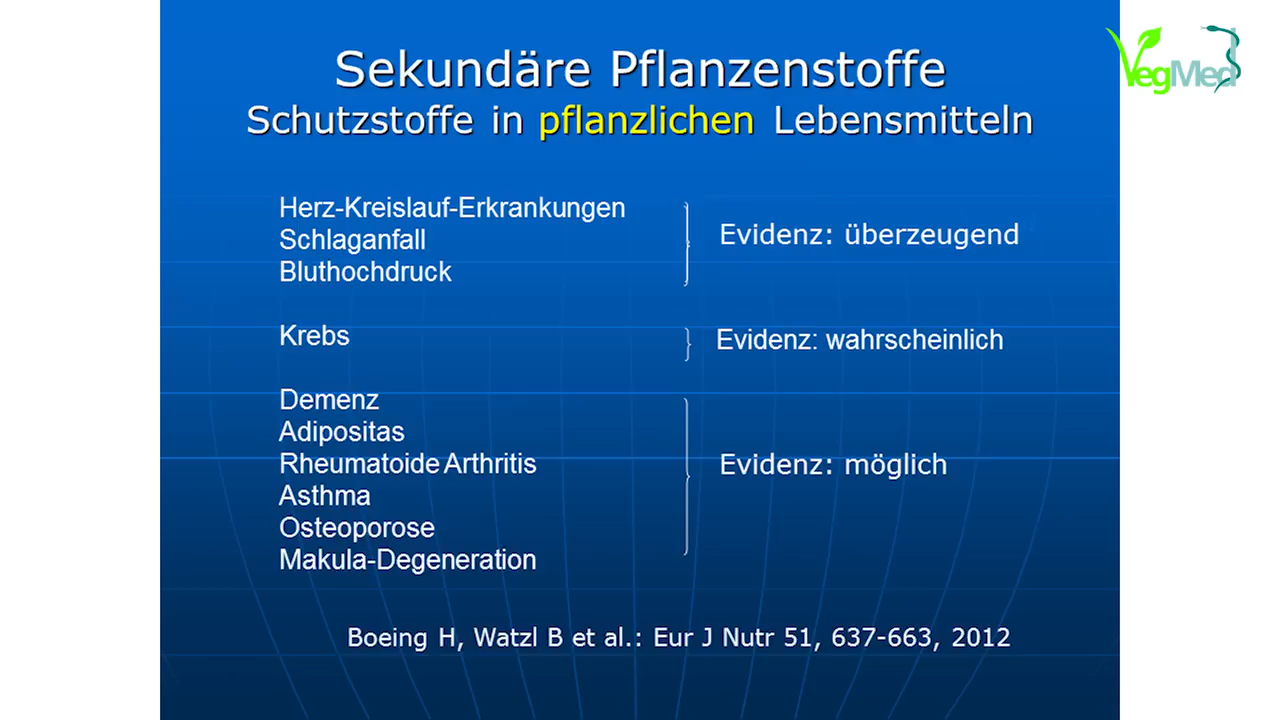 Sekundäre Pflanzenstoffe
Schutzstoffe in pflanzlichen Lebensmitteln
VegMed
Herz-Kreislauf-Erkrankungen
Schlaganfall
Bluthochdruck
Evidenz: überzeugend
Krebs
Evidenz: wahrscheinlich
Demenz
Adipositas
Rheumatoide Arthritis
Asthma
Osteoporose
Makula-Degeneration
Evidenz: möglich
Boeing H, Watzl B et al.: Eur J Nutr 51, 637-663, 2012